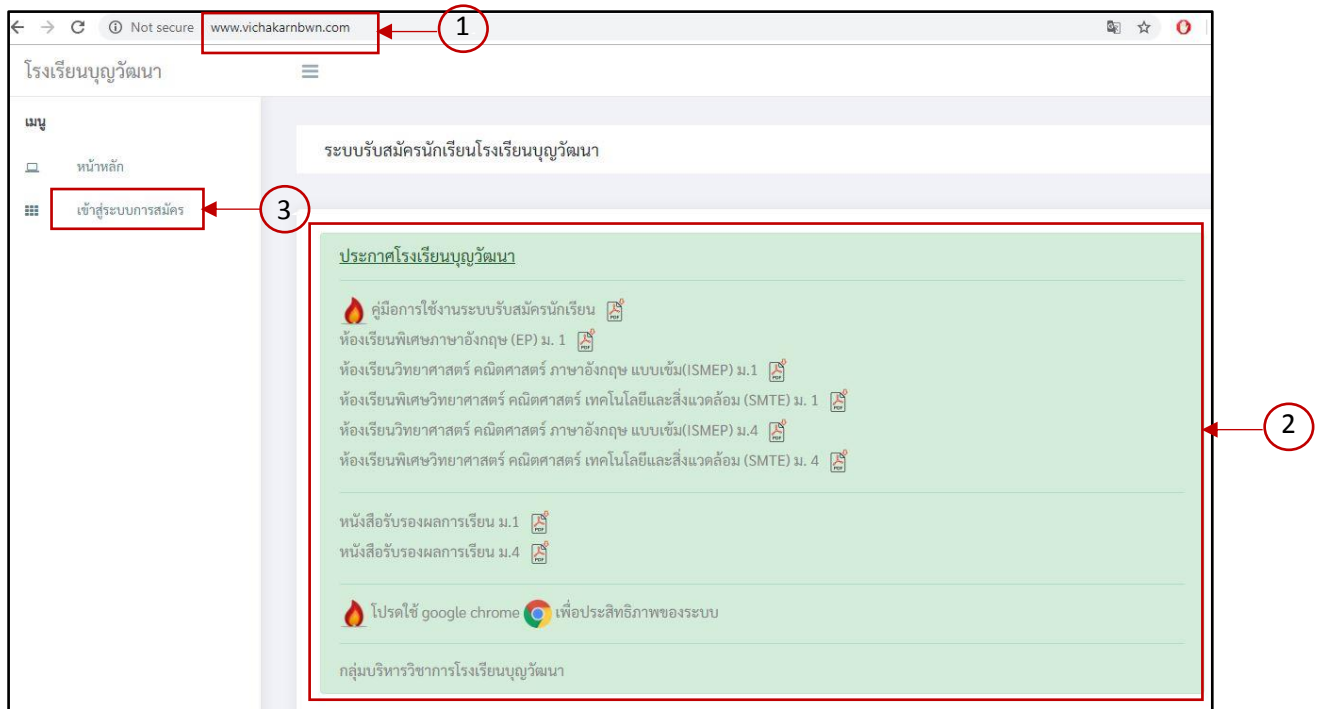 Not secure www.vichakarnbwn.com
1
โรงเรียนบุญวัฒนา
เมนู
หน้าหลัก
เข้าสู่ระบบการสมัคร
3
ระบบรับสมัครนักเรียนโรงเรียนบุญวัฒนา
ประกาศโรงเรียนบุญวัฒนา
คู่มือการใช้งานระบบรับสมัครนักเรียน PDF
ห้องเรียนพิเศษภาษาอังกฤษ (EP) ม. 1 PDF
ห้องเรียนวิทยาศาสตร์ คณิตศาสตร์ ภาษาอังกฤษ แบบเข้ม(ISMEP) ม.1 PDF
ห้องเรียนพิเศษวิทยาศาสตร์ คณิตศาสตร์ เทคโนโลยีและสิ่งแวดล้อม (SMTE) ม. 1 PDF
ห้องเรียนวิทยาศาสตร์ คณิตศาสตร์ ภาษาอังกฤษ แบบเข้ม(ISMEP) ม.4 PDF
ห้องเรียนพิเศษวิทยาศาสตร์ คณิตศาสตร์ เทคโนโลยีและสิ่งแวดล้อม (SMTE) ม. 4 PDF
2
หนังสือรับรองผลการเรียน ม.1 PDF
หนังสือรับรองผลการเรียน ม.4 PDF
โปรดใช้ google chrome เพื่อประสิทธิภาพของระบบ
กลุ่มบริหารวิชาการโรงเรียนบุญวัฒนา